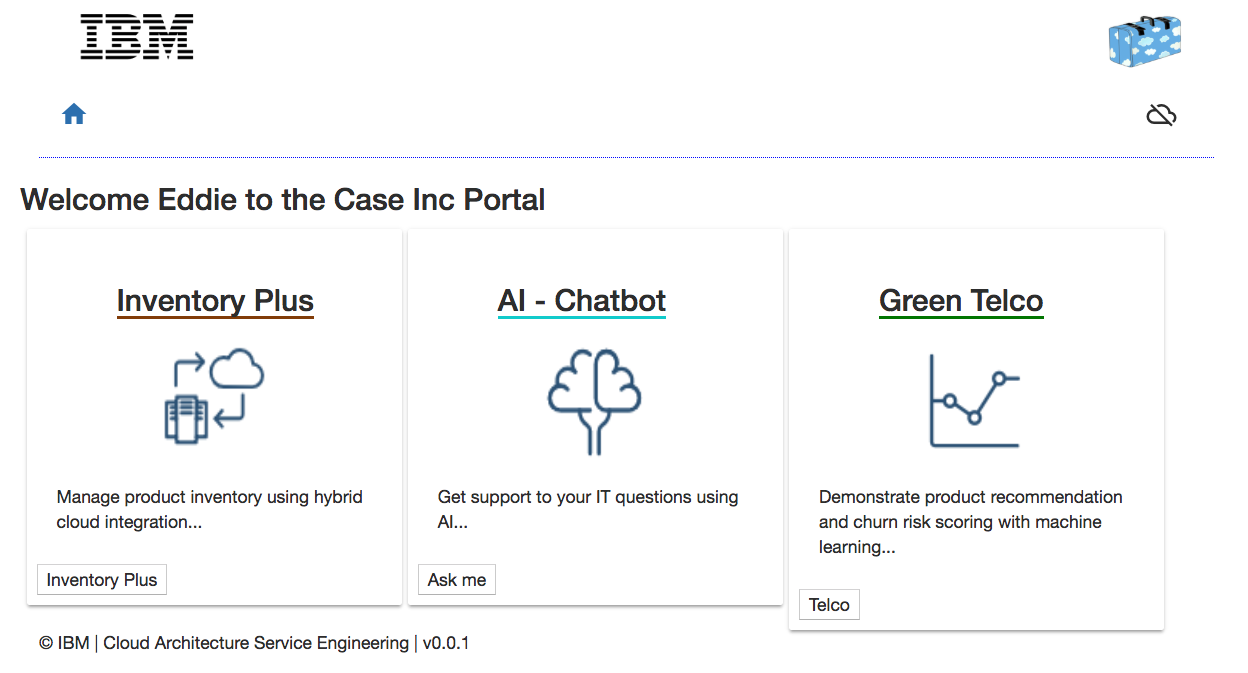 IBM
Welcome Eddie to the Case Inc Portal
Inventory Plus
Manage product inventory using hybrid
cloud integration...
Inventory Plus
AI - Chatbot
Get support to your IT questions using
AI...
Ask me
Green Telco
Demonstrate product recommendation
and churn risk scoring with machine
learning...
Telco
© IBM | Cloud Architecture Service Engineering | v0.0.1